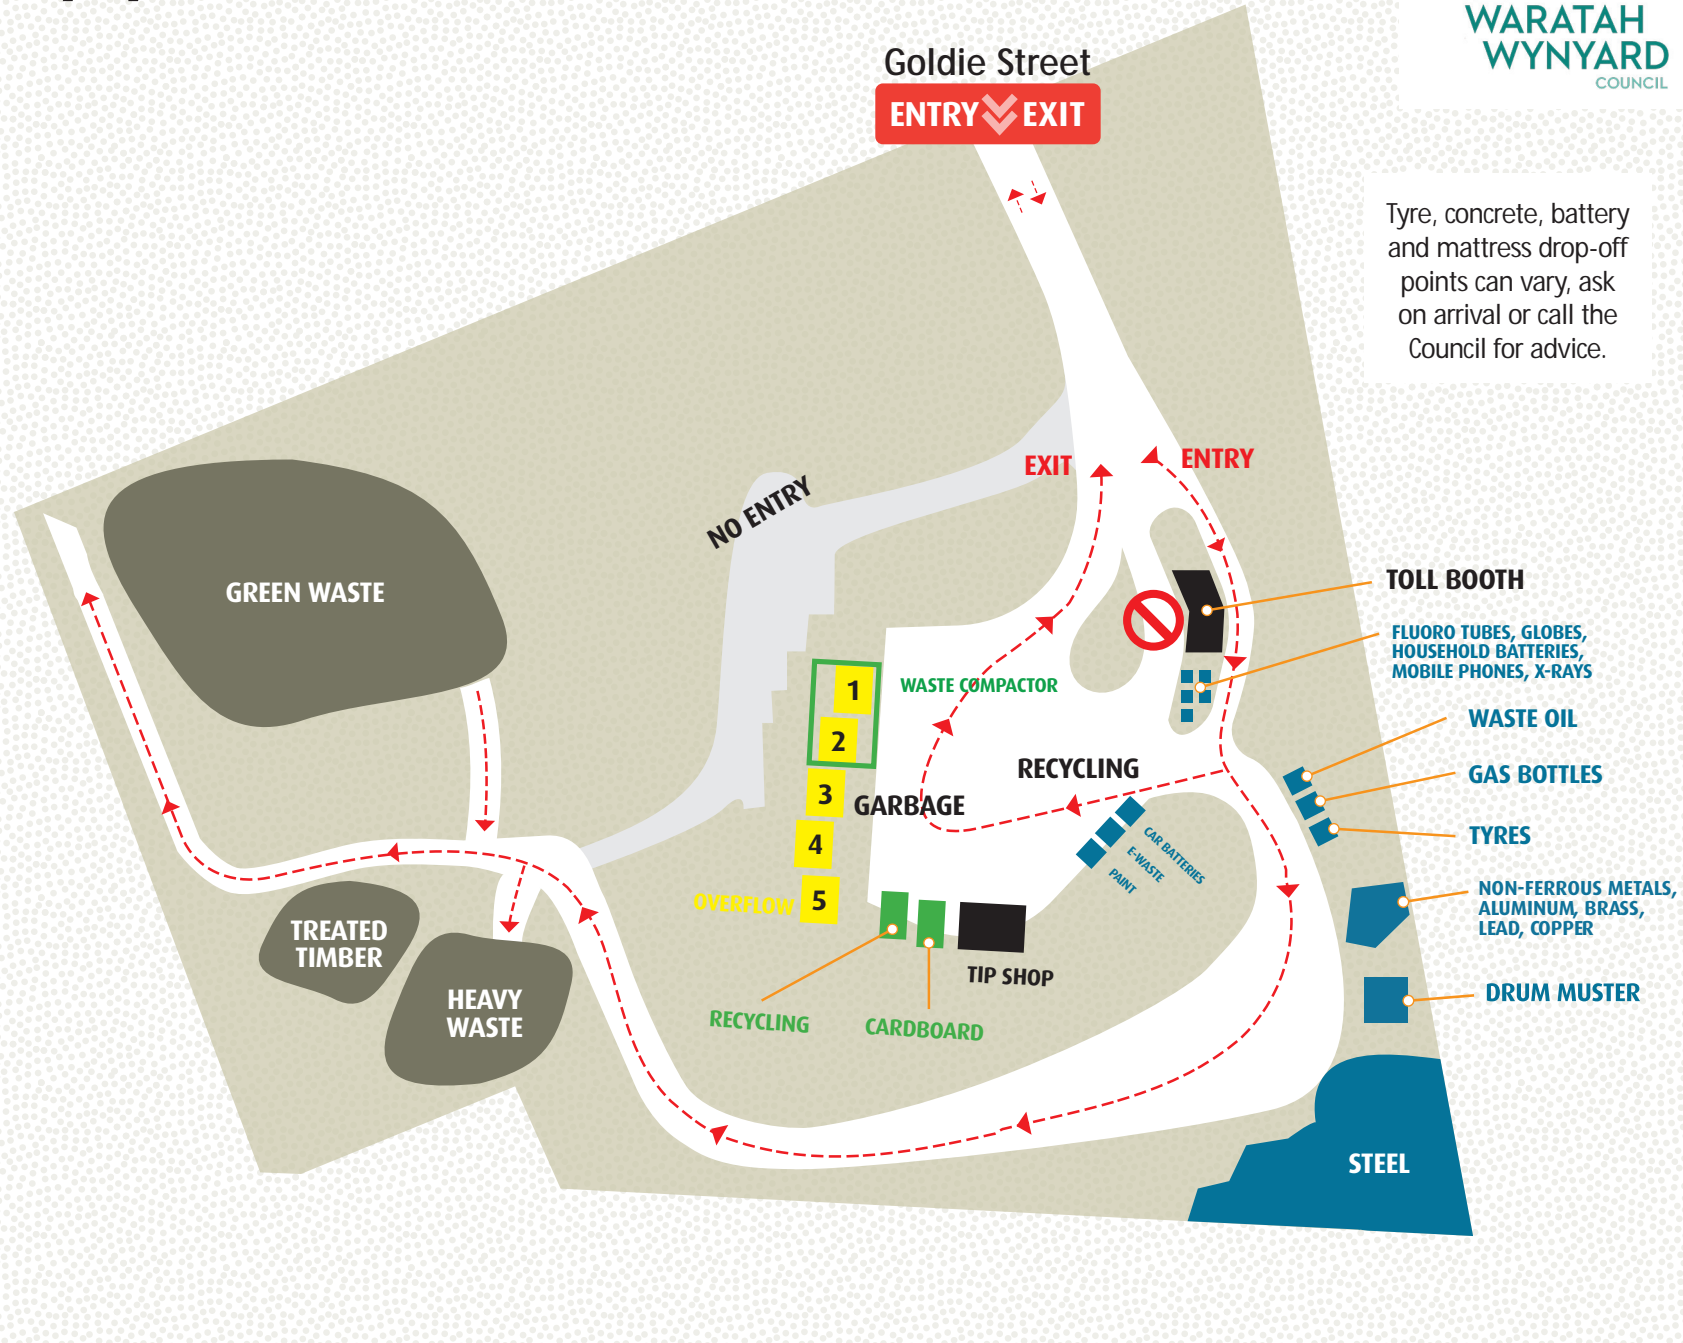 WARATAH
WYNYARD
COUNCIL
Goldie Street
ENTRY EXIT
Tyre, concrete, battery
and mattress drop-off
points can vary, ask
on arrival or call the
Council for advice.
EXIT
ENTRY
NO ENTRY
GREEN WASTE
TOLL BOOTH
FLUORO TUBES, GLOBES,
HOUSEHOLD BATTERIES,
MOBILE PHONES, X-RAYS
1
WASTE COMPACTOR
2
WASTE OIL
RECYCLING
GAS BOTTLES
3
GARBAGE
TYRES
4
CAR BATTERIES
E-WASTE
PAINT
OVERFLOW
5
NON-FERROUS METALS,
ALUMINUM, BRASS,
LEAD, COPPER
TREATED
TIMBER
TIP SHOP
DRUM MUSTER
HEAVY
WASTE
RECYCLING
CARDBOARD
STEEL